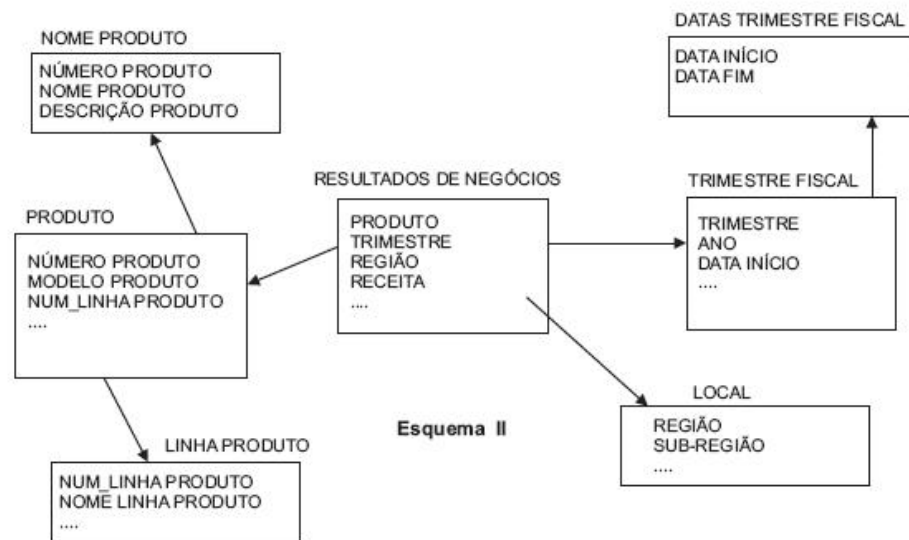 NOME PRODUTO
NÚMERO PRODUTO
NOME PRODUTO
DESCRIÇÃO PRODUTO
DATAS TRIMESTRE FISCAL
DATA INÍCIO
DATA FIM
RESULTADOS DE NEGÓCIOS
PRODUTO
TRIMESTRE
REGIÃO
RECEITA
....
TRIMESTRE FISCAL
TRIMESTRE
ANO
DATA INÍCIO
....
PRODUTO
NÚMERO PRODUTO
MODELO PRODUTO
NUM_LINHA PRODUTO
....
LOCAL
REGIÃO
SUB-REGIÃO
....
Esquema II
LINHA PRODUTO
NUM_LINHA PRODUTO
NOME LINHA PRODUTO
....